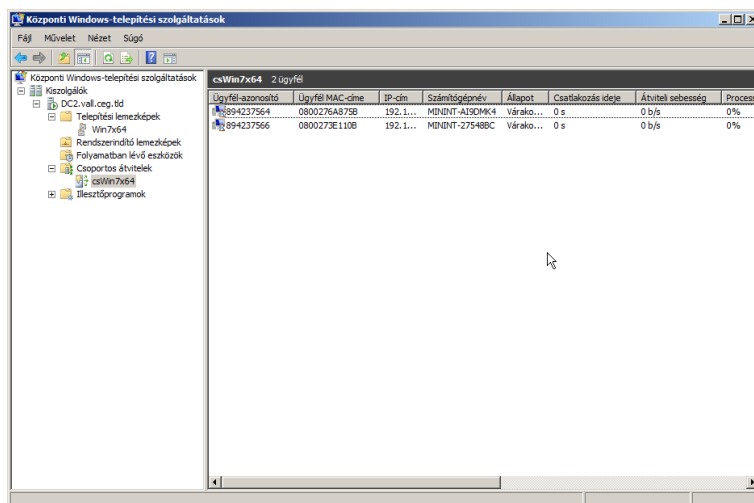 Központi Windows-telepítési szolgáltatások
Fájl Művelet Nézet Súgó
Központi Windows-telepítési szolgáltatások
Kiszolgálók
DC2.vall.ceg.tld
Telepítési lemezképek
Win7x64
Rendszerindító lemezképek
Folyamatban lévő eszközök
Csoportos átvitelek
csWin7x64
Illesztőprogramok
csWin7x64 2 ügyfél
Ügyfél-azonosító Ügyfél MAC-címe IP-cím Számítógépnév Állapot Csatlakozás ideje Átviteli sebesség Process
894237564 0800276A875B 192.1... MININT-AI9DMK4 Várako... 0 s 0 b/s 0%
894237566 0800273E110B 192.1... MININT-27548BC Várako... 0 s 0 b/s 0%